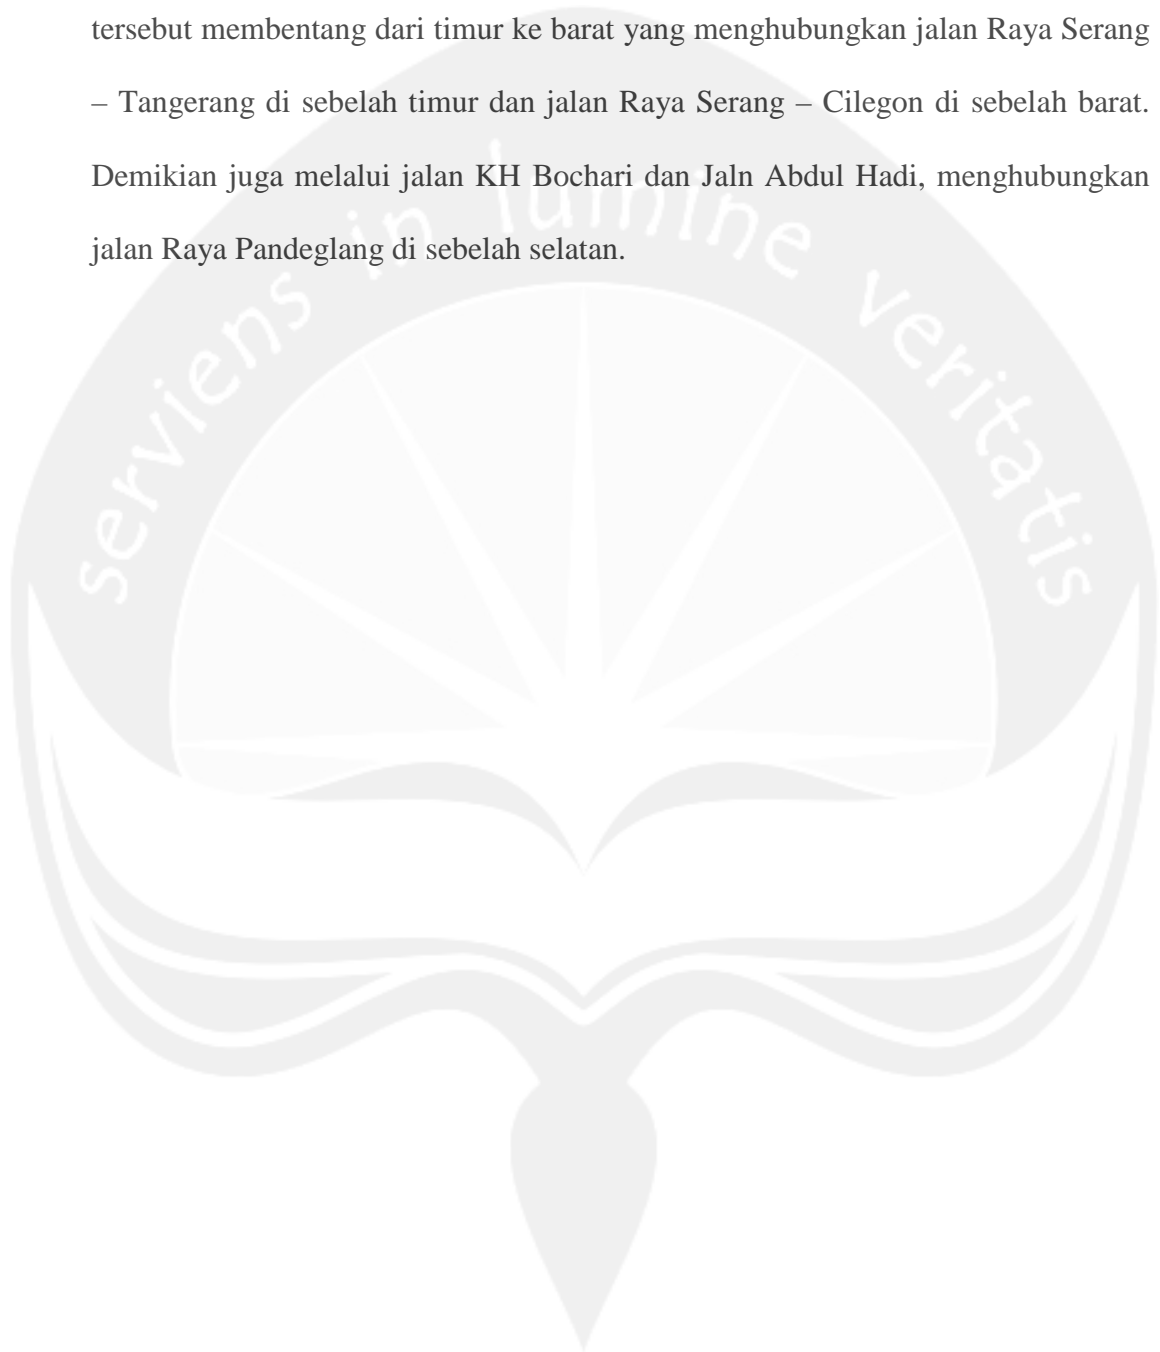 tersebut membentang dari timur ke barat yang menghubungkan jalan Raya Serang
– Tangerang di sebelah timur dan jalan Raya Serang – Cilegon di sebelah barat.
Demikian juga melalui jalan KH Bochari dan Jaln Abdul Hadi, menghubungkan
jalan Raya Pandeglang di sebelah selatan.
serviens in lumine veritatis